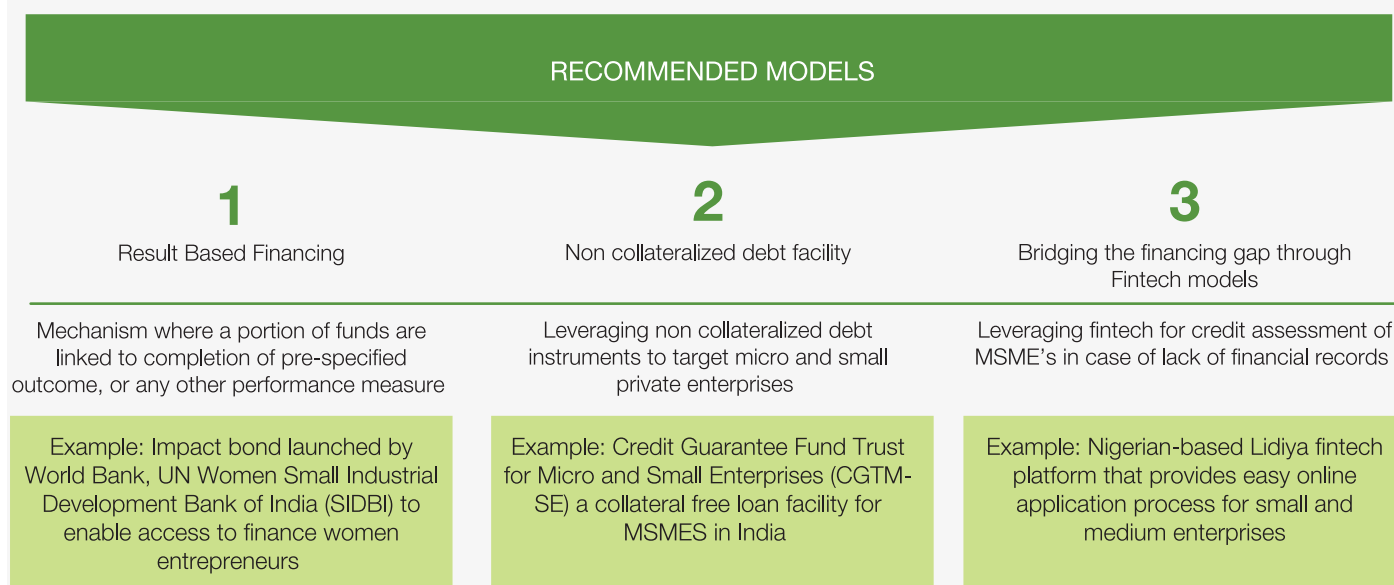 RECOMMENDED MODELS
1
Result Based Financing
Mechanism where a portion of funds are
linked to completion of pre-specified
outcome, or any other performance measure
Example: Impact bond launched by
World Bank, UN Women Small Industrial
Development Bank of India (SIDBI) to
enable access to finance women
entrepreneurs
2
Non collateralized debt facility
Leveraging non collateralized debt
instruments to target micro and small
private enterprises
Example: Credit Guarantee Fund Trust
for Micro and Small Enterprises (CGTM-
SE) a collateral free loan facility for
MSMES in India
3
Bridging the financing gap through
Fintech models
Leveraging fintech for credit assessment of
MSME's in case of lack of financial records
Example: Nigerian-based Lidiya fintech
platform that provides easy online
application process for small and
medium enterprises